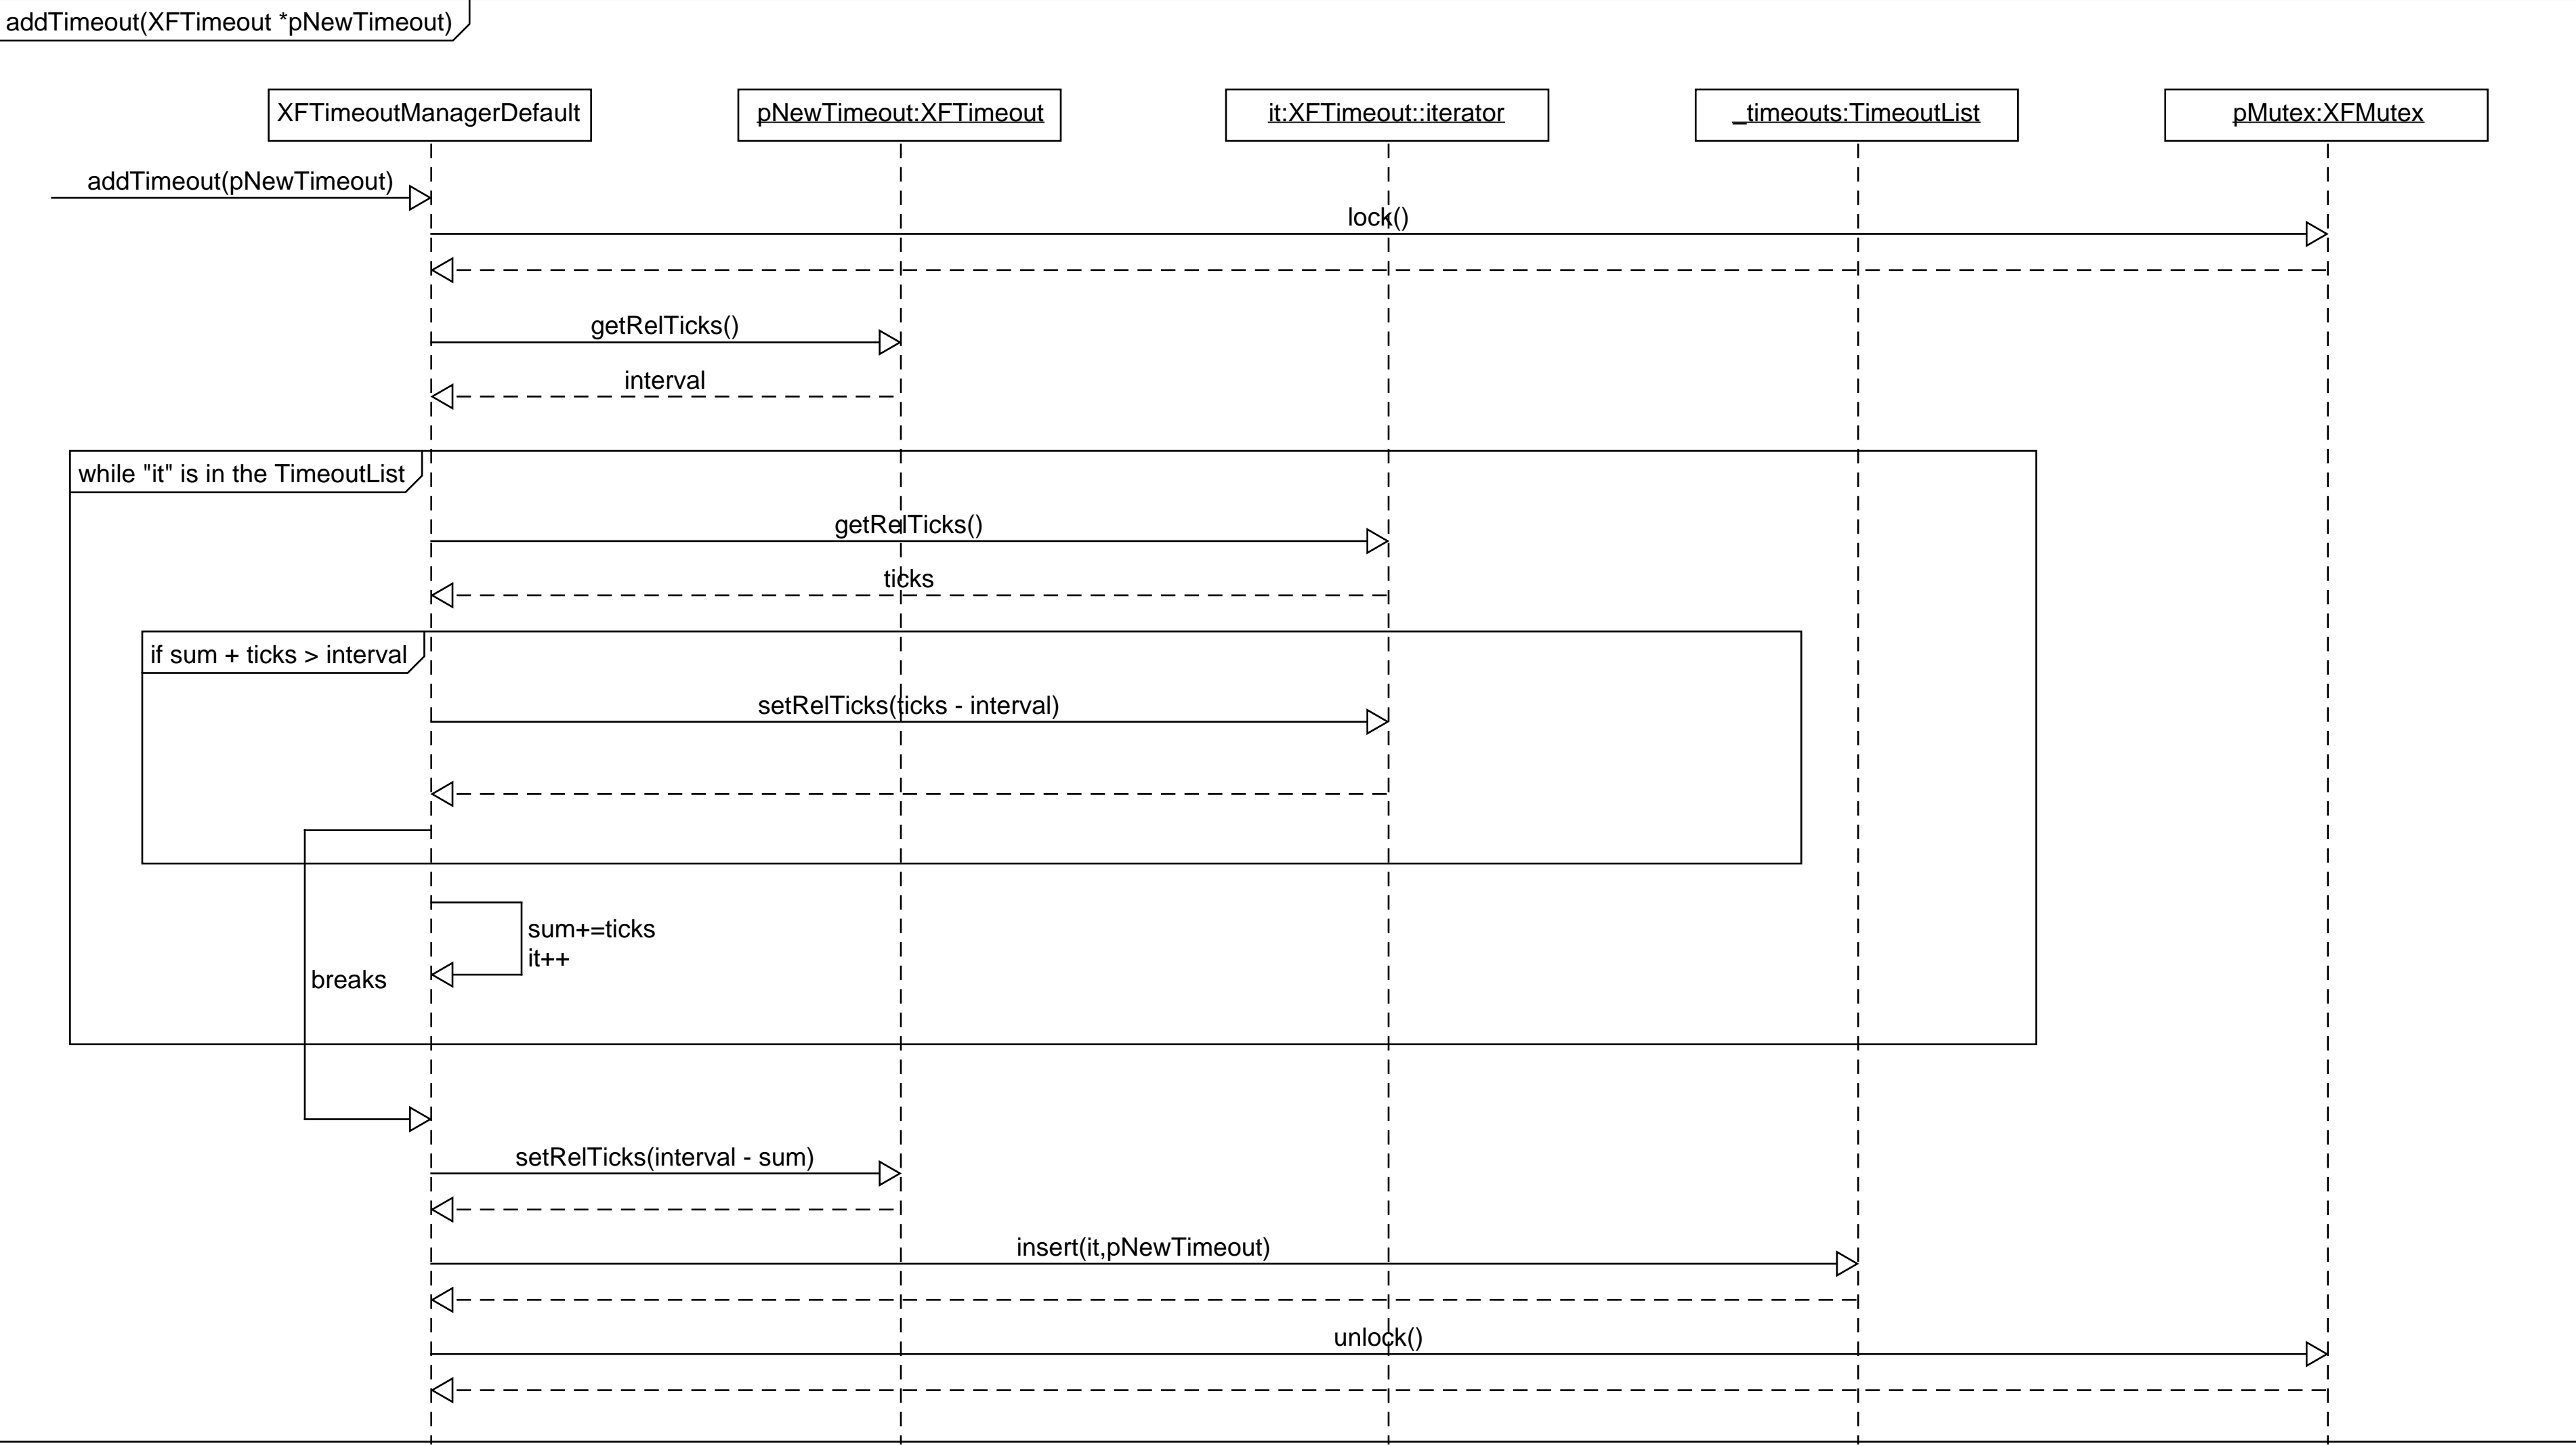 addTimeout(XFTimeout *pNewTimeout)
XFTimeoutManagerDefault
pNewTimeout:XFTimeout
it:XFTimeout::iterator
_timeouts:TimeoutList
pMutex:XFMutex
addTimeout(pNewTimeout)
lock()
getRelTicks()
interval
while "it" is in the TimeoutList
getRelTicks()
ticks
if sum + ticks > interval
setRelTicks(ticks - interval)
sum+=ticks
it++
breaks
setRelTicks(interval - sum)
insert(it,pNewTimeout)
unlock()